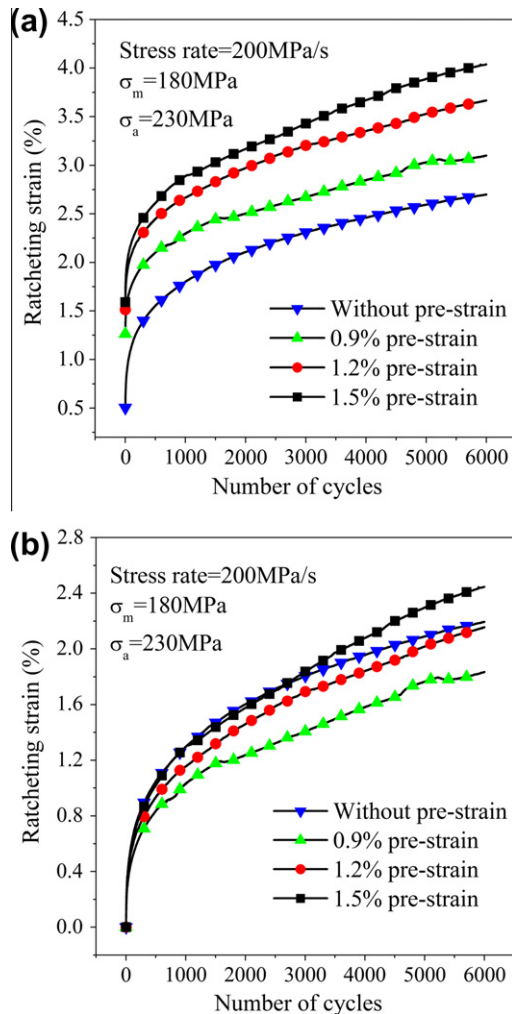 (a)
4.5
4.0
3.5
3.0
2.5
2.0
1.5
1.0
0.5
Ratcheting strain (%)
Stress rate=200MPa/s
σm=180MPa
σa=230MPa
Without pre-strain
0.9% pre-strain
1.2% pre-strain
1.5% pre-strain
0 1000 2000 3000 4000 5000 6000
Number of cycles
(b)
2.8
2.4
2.0
1.6
1.2
0.8
0.4
0.0
Ratcheting strain (%)
Stress rate=200MPa/s
σm=180MPa
σa=230MPa
Without pre-strain
0.9% pre-strain
1.2% pre-strain
1.5% pre-strain
0 1000 2000 3000 4000 5000 6000
Number of cycles